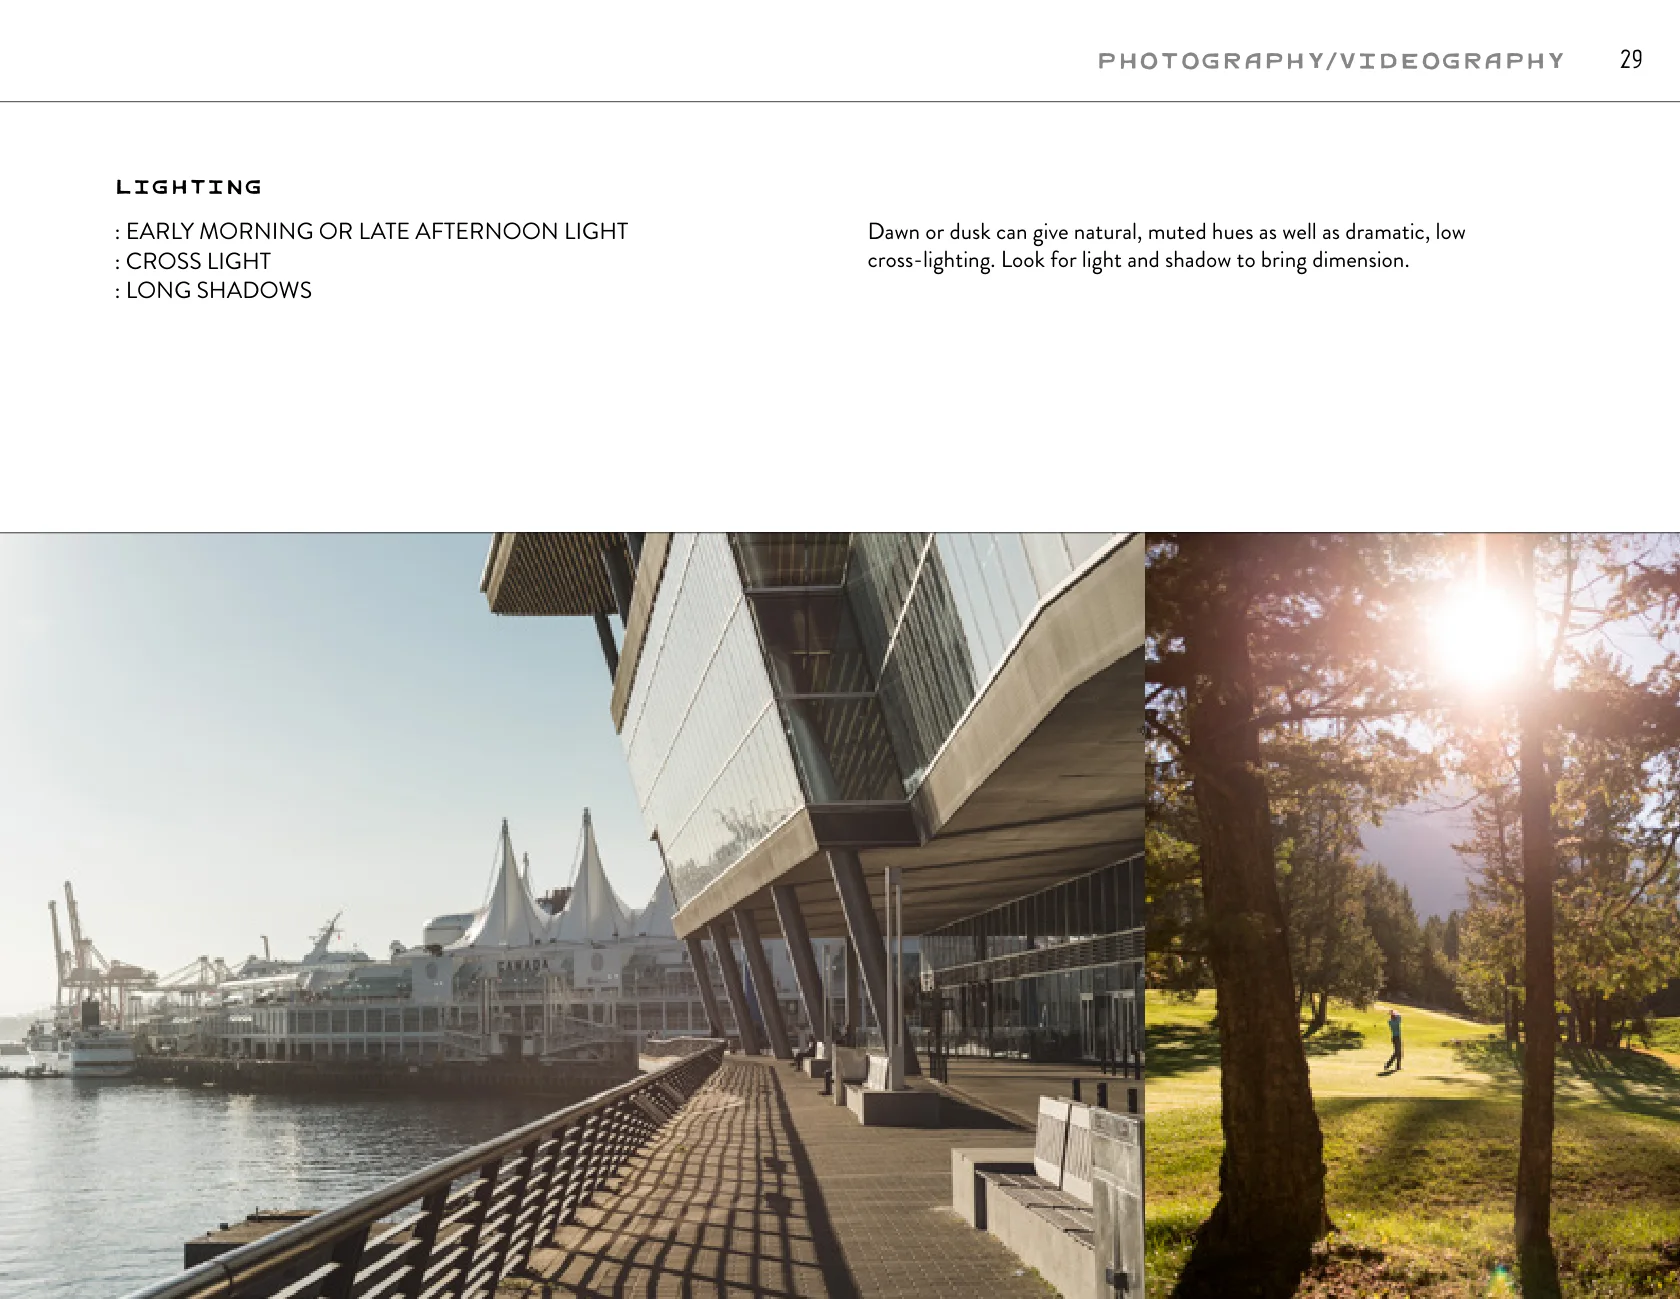 PHOTOGRAPHY/VIDEOGRAPHY 29
LIGHTING
: EARLY MORNING OR LATE AFTERNOON LIGHT
: CROSS LIGHT
: LONG SHADOWS
Dawn or dusk can give natural, muted hues as well as dramatic, low
cross-lighting. Look for light and shadow to bring dimension.
CANADA